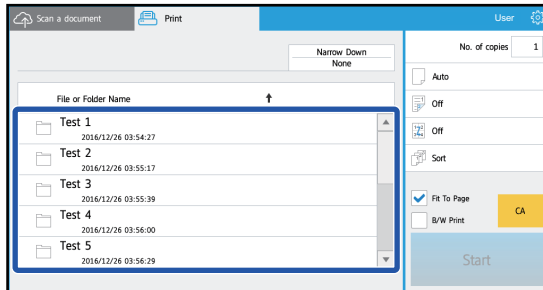 Scan a document
Print
User
Narrow Down
None
No. of copies 1
File or Folder Name
Auto
Off
Off
Sort
Test 1
2016/12/26 03:54:27
Test 2
2016/12/26 03:55:17
Test 3
2016/12/26 03:55:39
Test 4
2016/12/26 03:56:00
Test 5
2016/12/26 03:56:29
Fit To Page
B/W Print
CA
Start